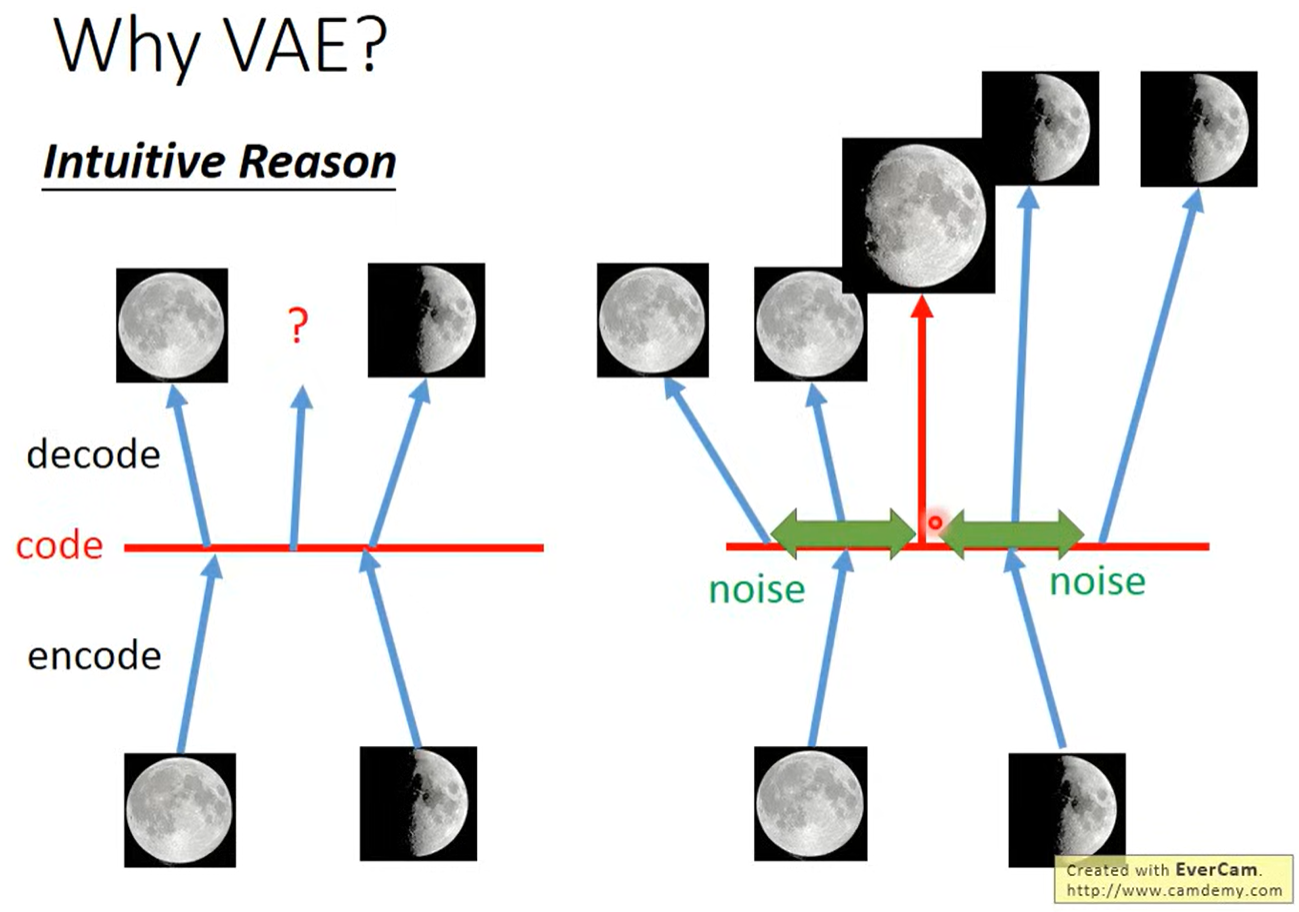 Why VAE?
Intuitive Reason
?
decode
code
noise
noise
encode
Created with EverCam.
http://www.camdemy.com